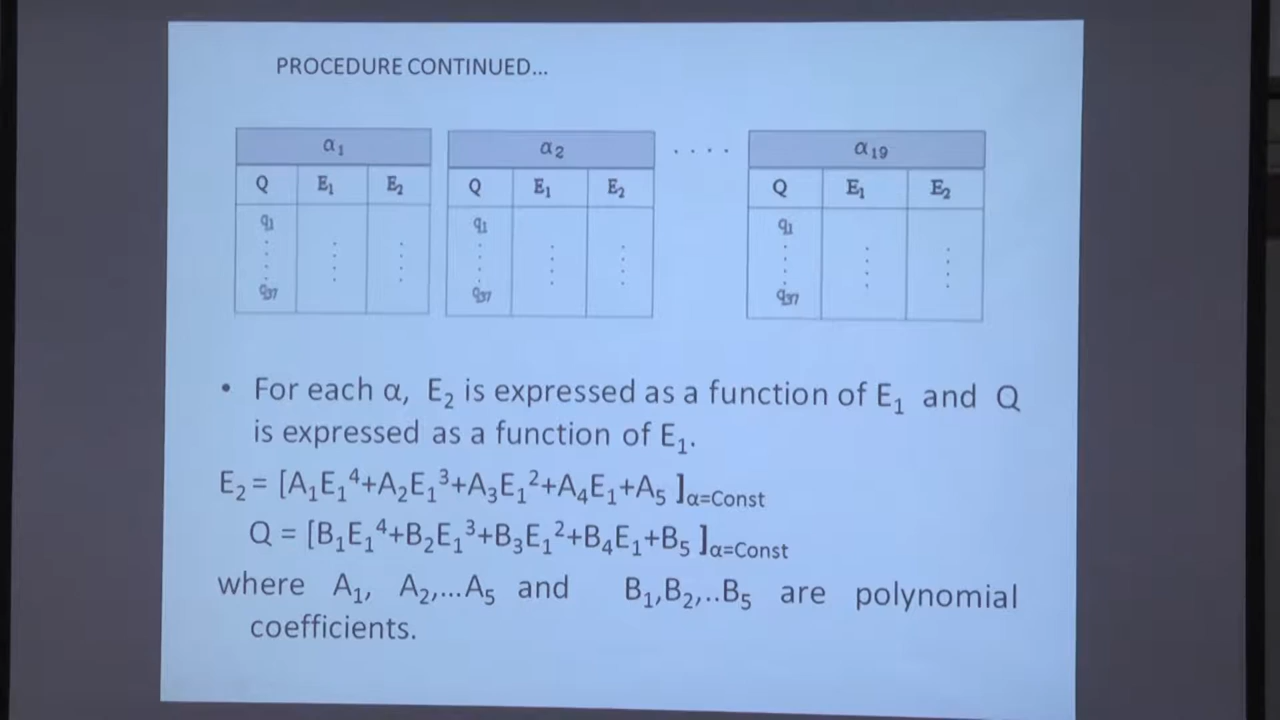 PROCEDURE CONTINUED...
α₁ α₂ . . . . α₁₉
Q E₁ E₂ Q E₁ E₂ Q E₁ E₂
q₁ q₁ q₁
q₃₇ q₃₇ q₃₇
• For each α, E₂ is expressed as a function of E₁ and Q
is expressed as a function of E₁.
E₂ = [A₁E₁⁴+A₂E₁³+A₃E₁²+A₄E₁+A₅ ]α=Const
Q = [B₁E₁⁴+B₂E₁³+B₃E₁²+B₄E₁+B₅ ]α=Const
where A₁, A₂,...A₅ and B₁,B₂,..B₅ are polynomial
coefficients.